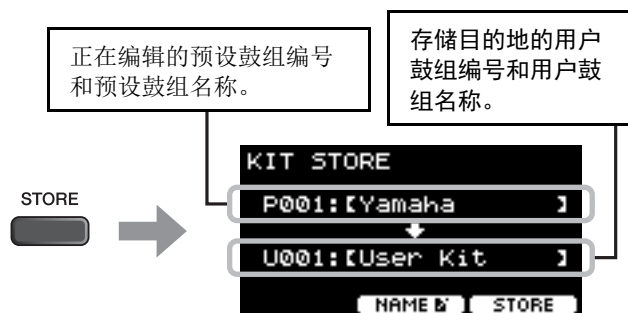 正在编辑的预设鼓组编号
和预设鼓组名称。
存储目的地的用户
鼓组编号和用户鼓
组名称。
STORE
KIT STORE
P001:[Yamaha ]
U001:[User Kit ]
NAME
STORE